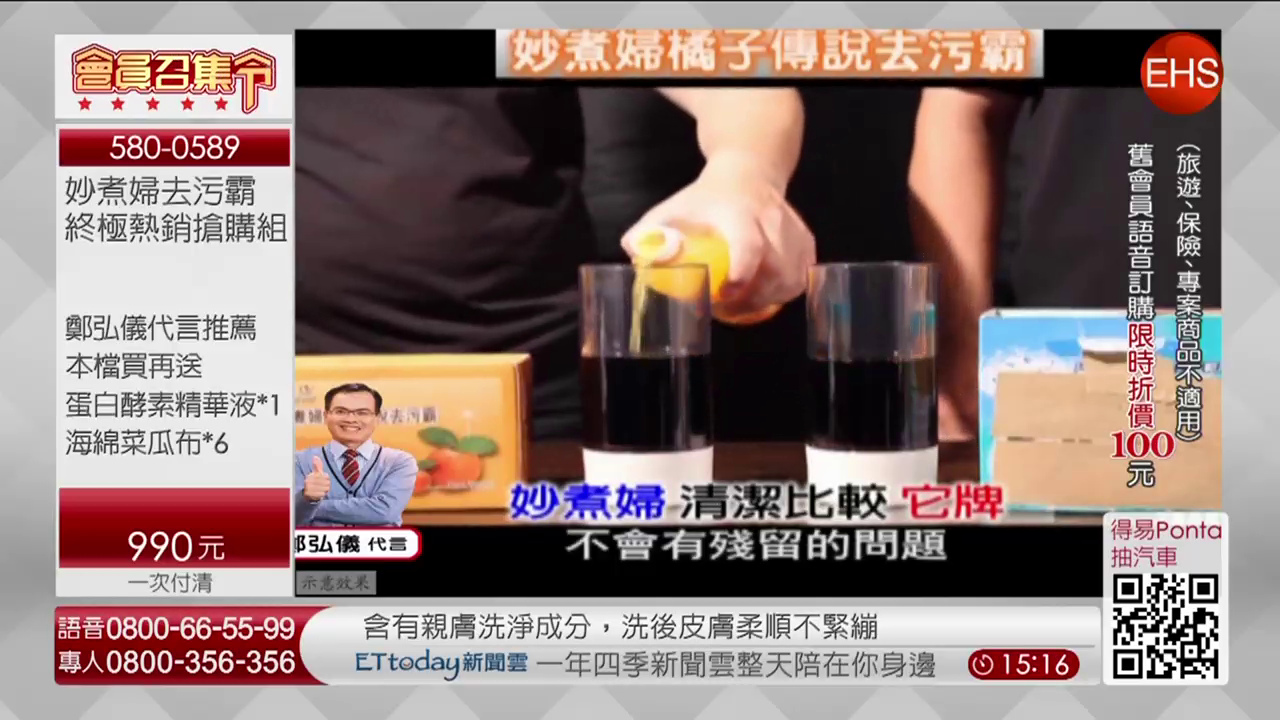 會員召集令
580-0589
妙煮婦去污霸
終極熱銷搶購組
鄭弘儀代言推薦
本檔買再送
蛋白酵素精華液*1
海綿菜瓜布*6
990元
一次付清
妙煮婦橘子傳說去污霸
EHS
(旅遊、保險、專案商品不適用)
舊會員語音訂購限時折價100元
妙煮婦 清潔比較 它牌
不會有殘留的問題
鄭弘儀 代言
示意效果
得易Ponta
抽汽車
語音0800-66-55-99
專人0800-356-356
含有親膚洗淨成分，洗後皮膚柔順不緊繃
ETtoday新聞雲 一年四季新聞雲整天陪在你身邊
15:16